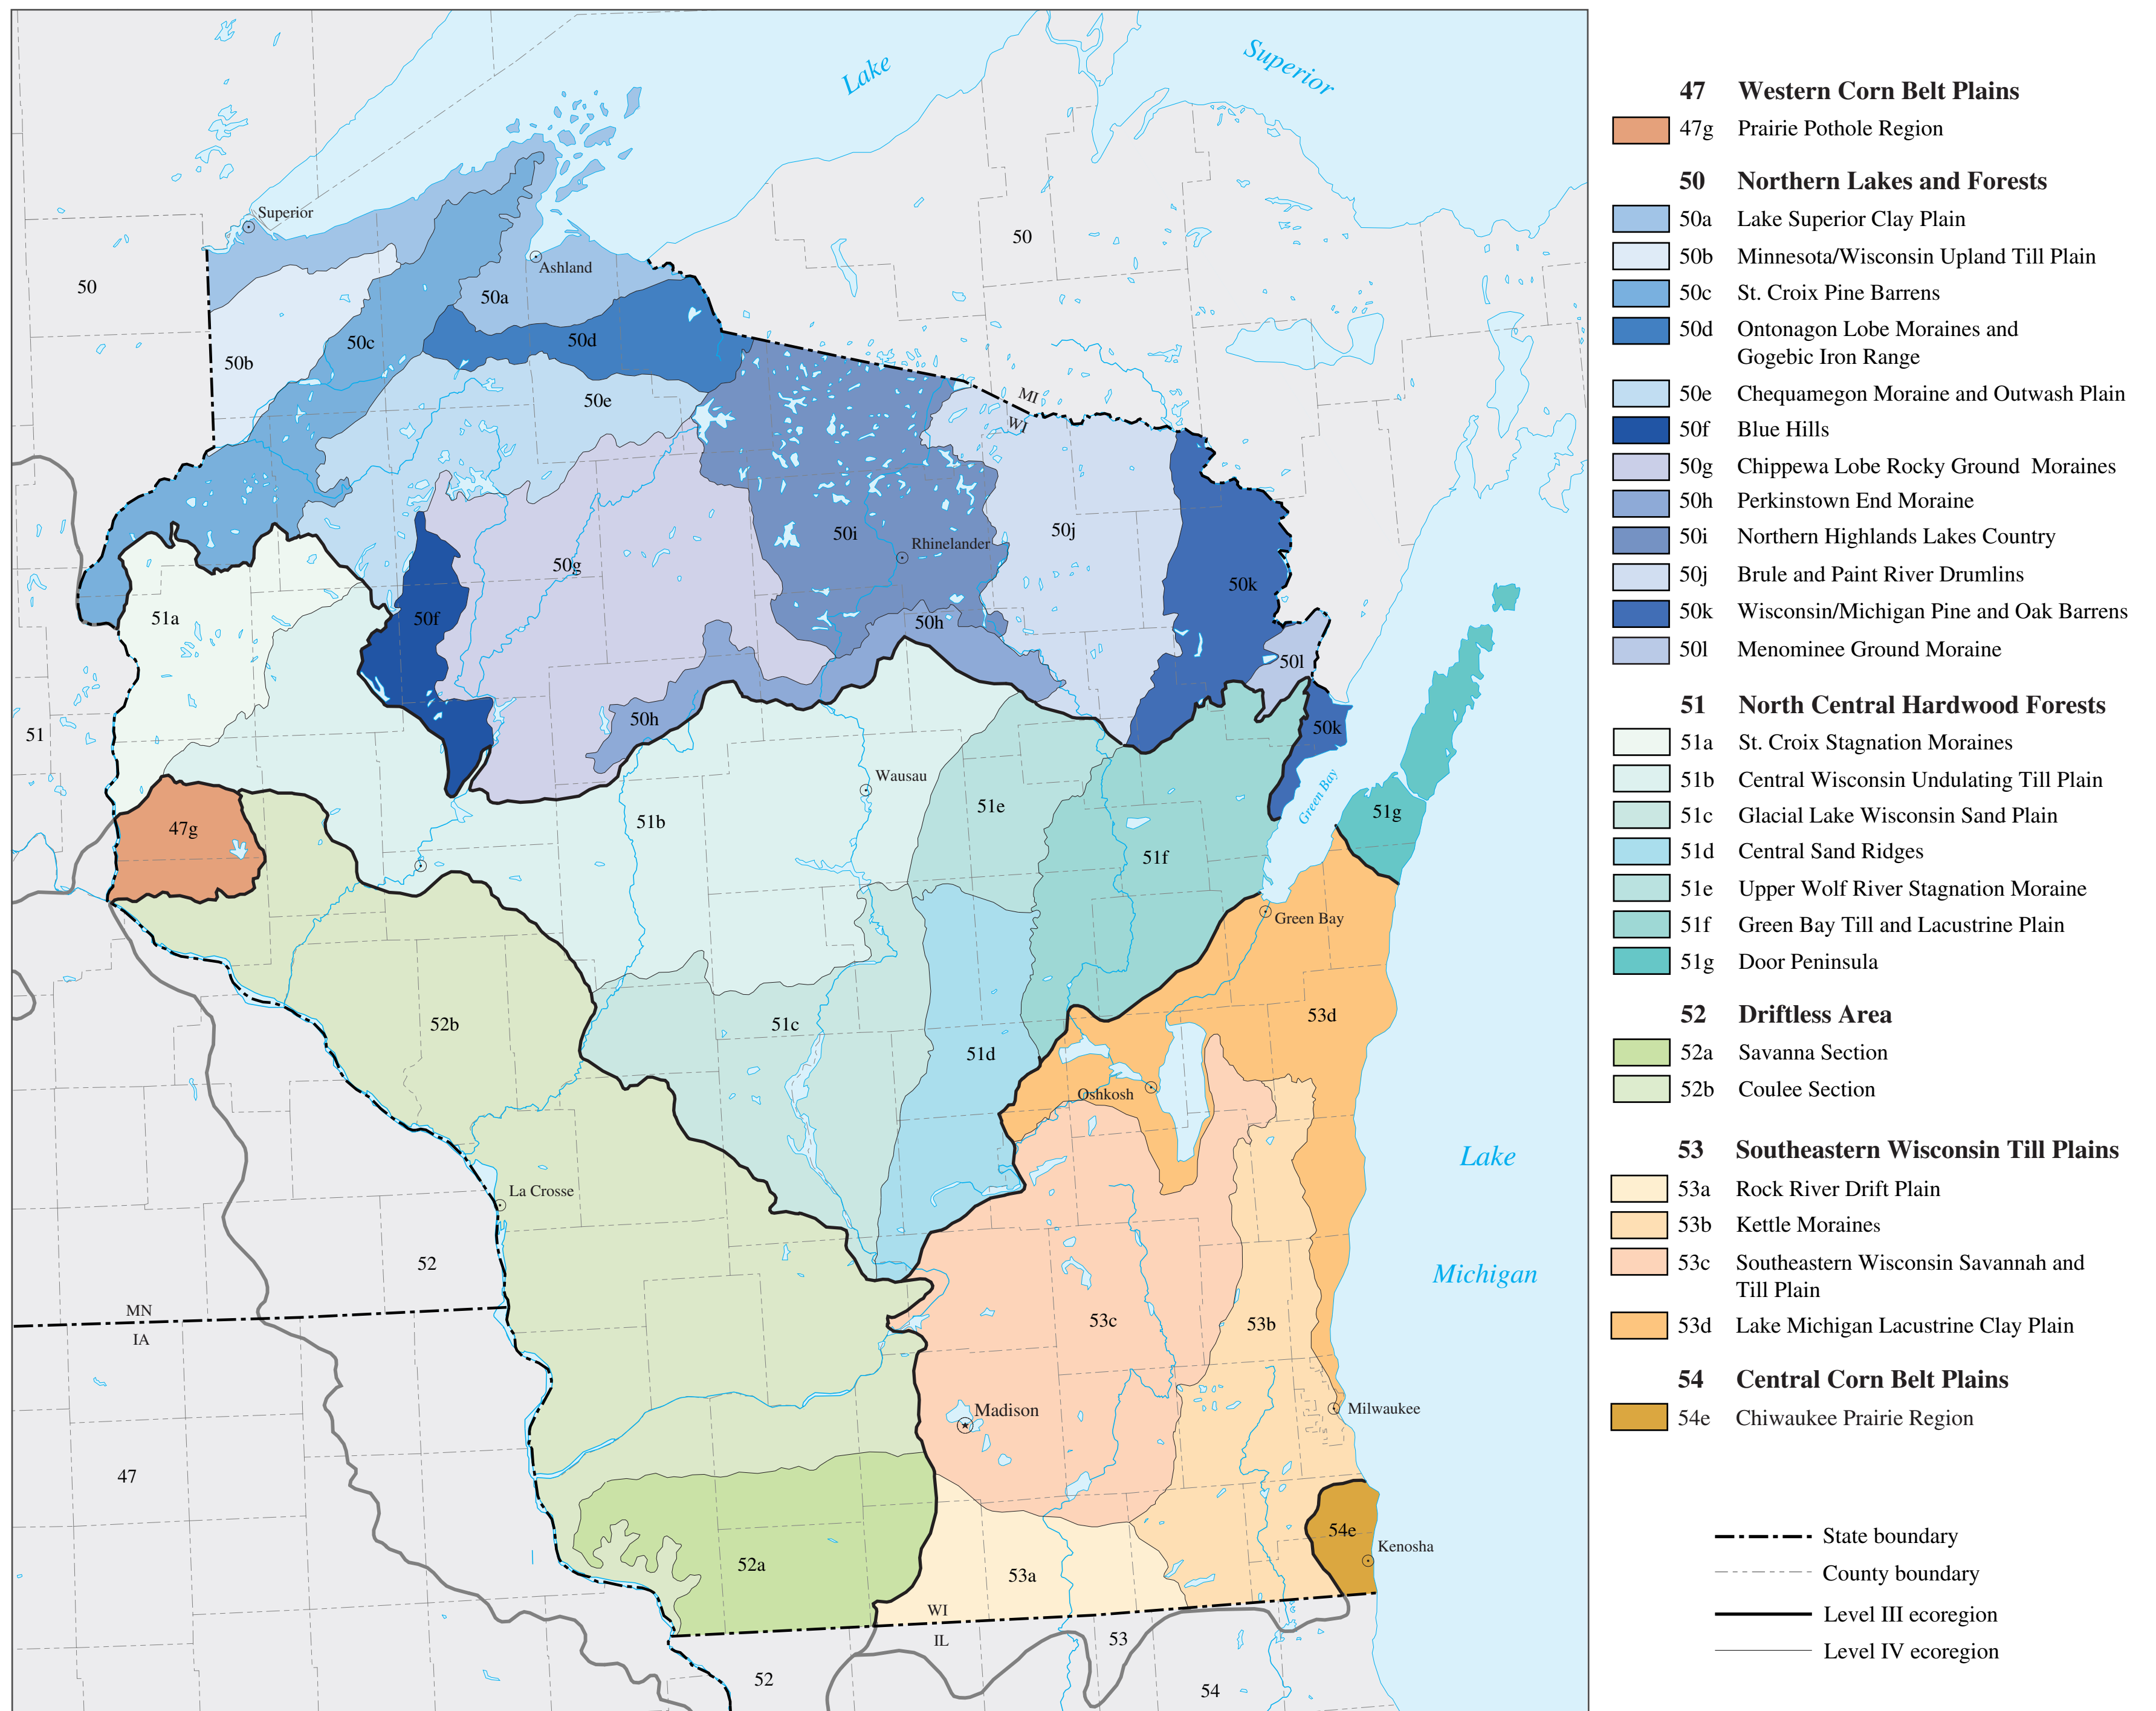 Lake
Superior
Superior
Ashland
50
50
50a
50b
50c
50d
50e
MI
WI
50i
Rhinelander
50j
50g
50k
51a
50f
50h
50l
50h
50k
51
Wausau
Green Bay
47g
51b
51e
51f
51g
Green Bay
52b
51c
51d
53d
Oshkosh
Lake
Michigan
La Crosse
52
MN
IA
53c
53b
Madison
Milwaukee
47
52a
53a
54e
Kenosha
WI
IL
53
52
54
47 Western Corn Belt Plains
47g Prairie Pothole Region
50 Northern Lakes and Forests
50a Lake Superior Clay Plain
50b Minnesota/Wisconsin Upland Till Plain
50c St. Croix Pine Barrens
50d Ontonagon Lobe Moraines and
Gogebic Iron Range
50e Chequamegon Moraine and Outwash Plain
50f Blue Hills
50g Chippewa Lobe Rocky Ground Moraines
50h Perkinstown End Moraine
50i Northern Highlands Lakes Country
50j Brule and Paint River Drumlins
50k Wisconsin/Michigan Pine and Oak Barrens
50l Menominee Ground Moraine
51 North Central Hardwood Forests
51a St. Croix Stagnation Moraines
51b Central Wisconsin Undulating Till Plain
51c Glacial Lake Wisconsin Sand Plain
51d Central Sand Ridges
51e Upper Wolf River Stagnation Moraine
51f Green Bay Till and Lacustrine Plain
51g Door Peninsula
52 Driftless Area
52a Savanna Section
52b Coulee Section
53 Southeastern Wisconsin Till Plains
53a Rock River Drift Plain
53b Kettle Moraines
53c Southeastern Wisconsin Savannah and
Till Plain
53d Lake Michigan Lacustrine Clay Plain
54 Central Corn Belt Plains
54e Chiwaukee Prairie Region
State boundary
County boundary
Level III ecoregion
Level IV ecoregion